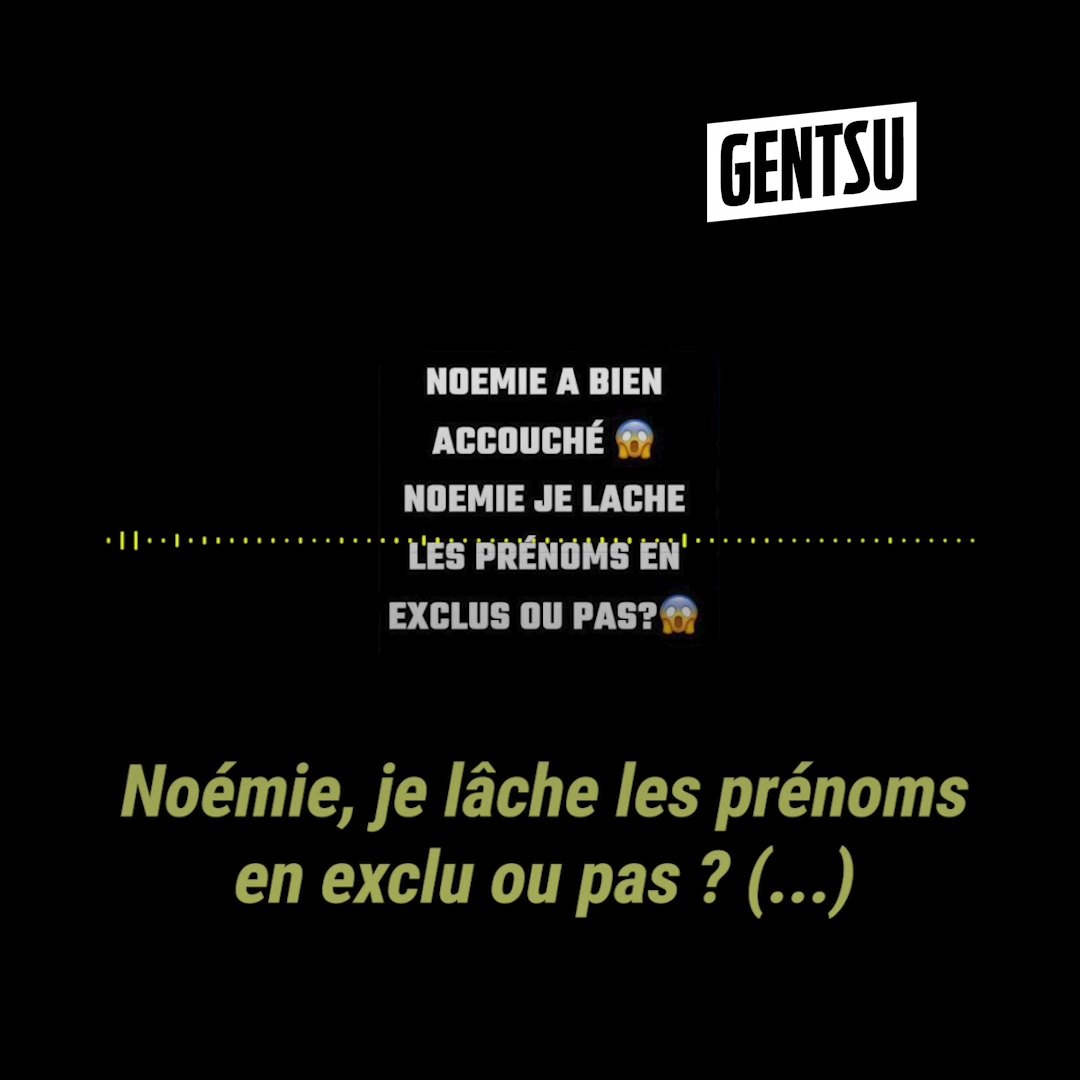 GENTSU
NOEMIE A BIEN
ACCOUCHÉ 😱
NOEMIE JE LACHE
LES PRÉNOMS EN
EXCLUS OU PAS?😱
Noémie, je lâche les prénoms
en exclu ou pas ? (...)